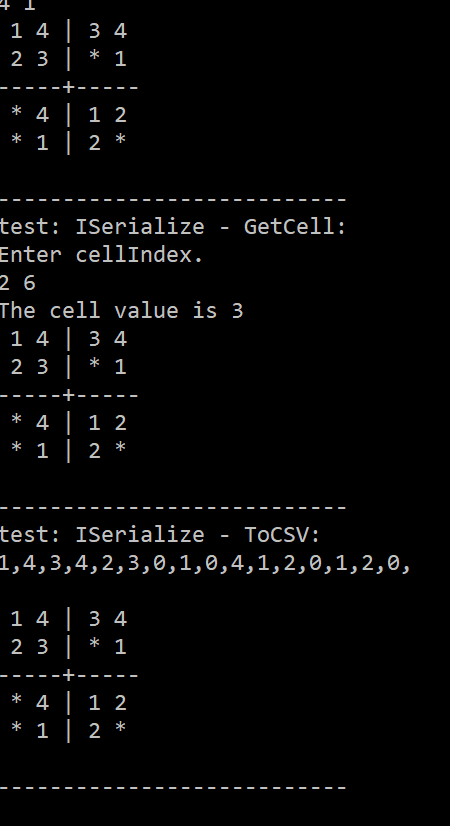 4 1
1 4 | 3 4
2 3 | * 1
-----+-----
* 4 | 1 2
* 1 | 2 *
---------------------------
test: ISerialize - GetCell:
Enter cellIndex.
2 6
The cell value is 3
1 4 | 3 4
2 3 | * 1
-----+-----
* 4 | 1 2
* 1 | 2 *
---------------------------
test: ISerialize - ToCSV:
1,4,3,4,2,3,0,1,0,4,1,2,0,1,2,0,
1 4 | 3 4
2 3 | * 1
-----+-----
* 4 | 1 2
* 1 | 2 *
---------------------------